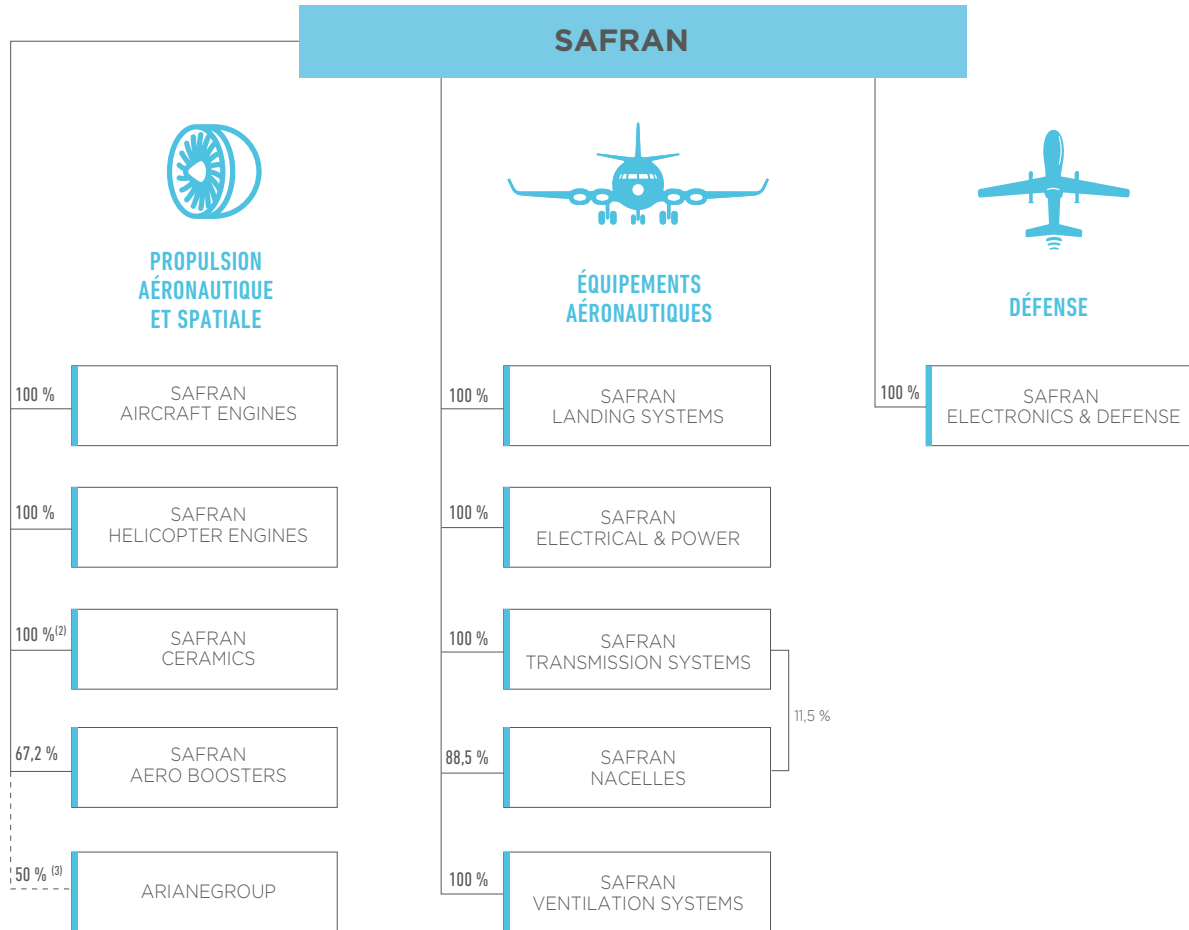 SAFRAN
PROPULSION
AÉRONAUTIQUE
ET SPATIALE
100 %
SAFRAN
AIRCRAFT ENGINES
100 %
SAFRAN
HELICOPTER ENGINES
100 %(2)
SAFRAN
CERAMICS
67,2 %
SAFRAN
AERO BOOSTERS
50 % (3)
ARIANEGROUP
ÉQUIPEMENTS
AÉRONAUTIQUES
100 %
SAFRAN
LANDING SYSTEMS
100 %
SAFRAN
ELECTRICAL & POWER
100 %
SAFRAN
TRANSMISSION SYSTEMS
11,5 %
88,5 %
SAFRAN
NACELLES
100 %
SAFRAN
VENTILATION SYSTEMS
DÉFENSE
100 %
SAFRAN
ELECTRONICS & DEFENSE